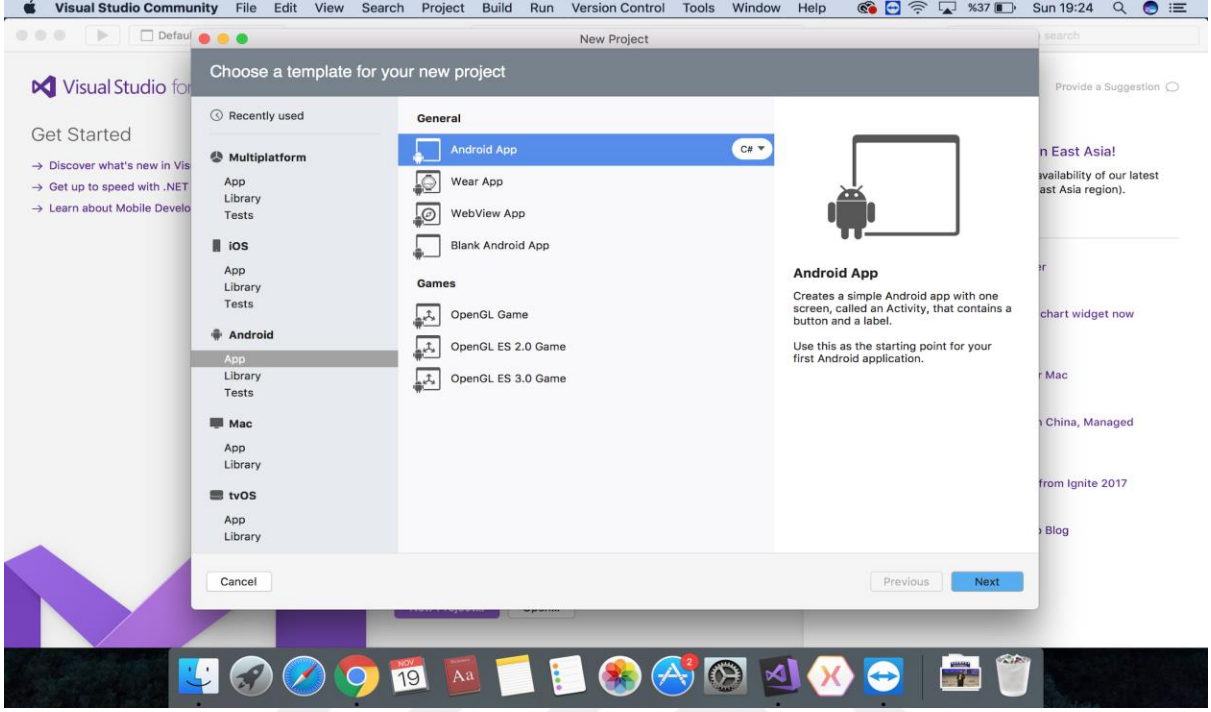 Visual Studio Community File Edit View Search Project Build Run Version Control Tools Window Help %37 Sun 19:24
Defau
New Project
search
Choose a template for your new project
Visual Studio for
Provide a Suggestion
Get Started
→ Discover what's new in Vis
→ Get up to speed with .NET
→ Learn about Mobile Develo
Recently used
Multiplatform
App
Library
Tests
iOS
App
Library
Tests
Android
App
Library
Tests
Mac
App
Library
tvOS
App
Library
General
Android App C#
Wear App
WebView App
Blank Android App
Games
OpenGL Game
OpenGL ES 2.0 Game
OpenGL ES 3.0 Game
Android App
Creates a simple Android app with one
screen, called an Activity, that contains a
button and a label.
Use this as the starting point for your
first Android application.
n East Asia!
availability of our latest
ast Asia region).
er
chart widget now
r Mac
n China, Managed
from Ignite 2017
o Blog
Cancel
Previous
Next
NOV
19
Aa
2